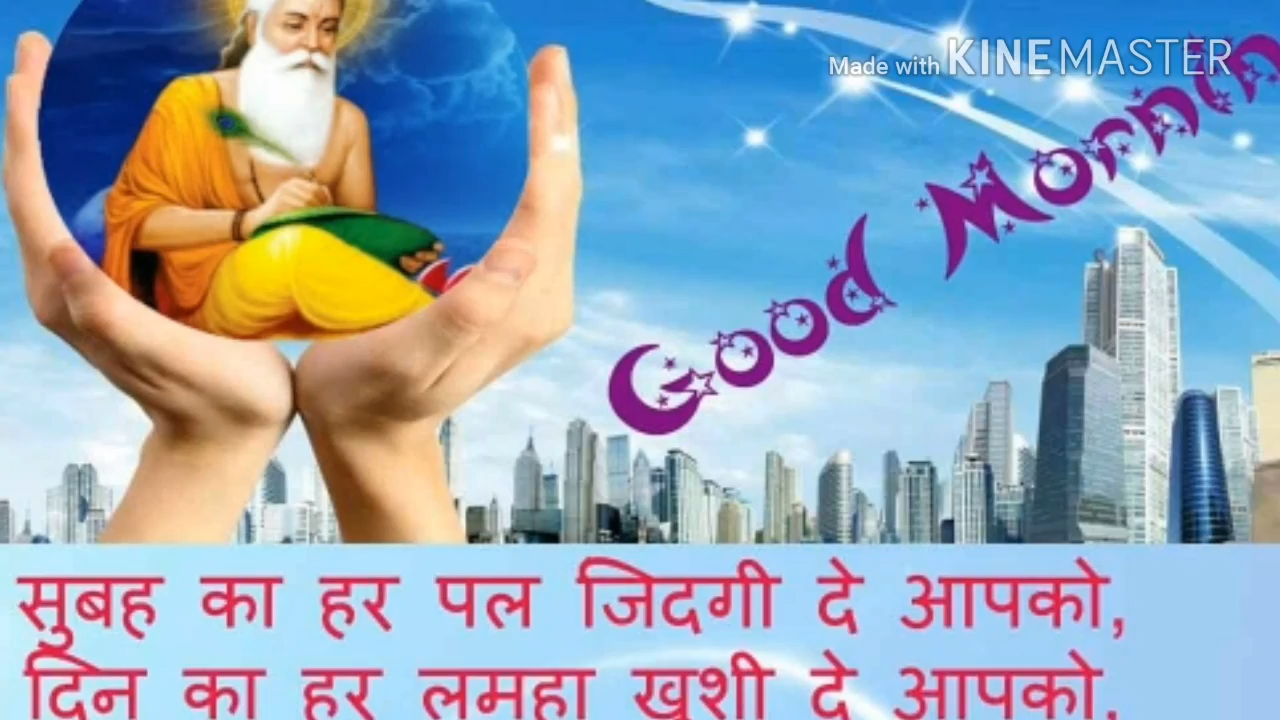 Made with KINEMASTER
Good Morning
सुबह का हर पल जिदगी दे आपको,
दिन का हर लमहा खुशी दे आपको,